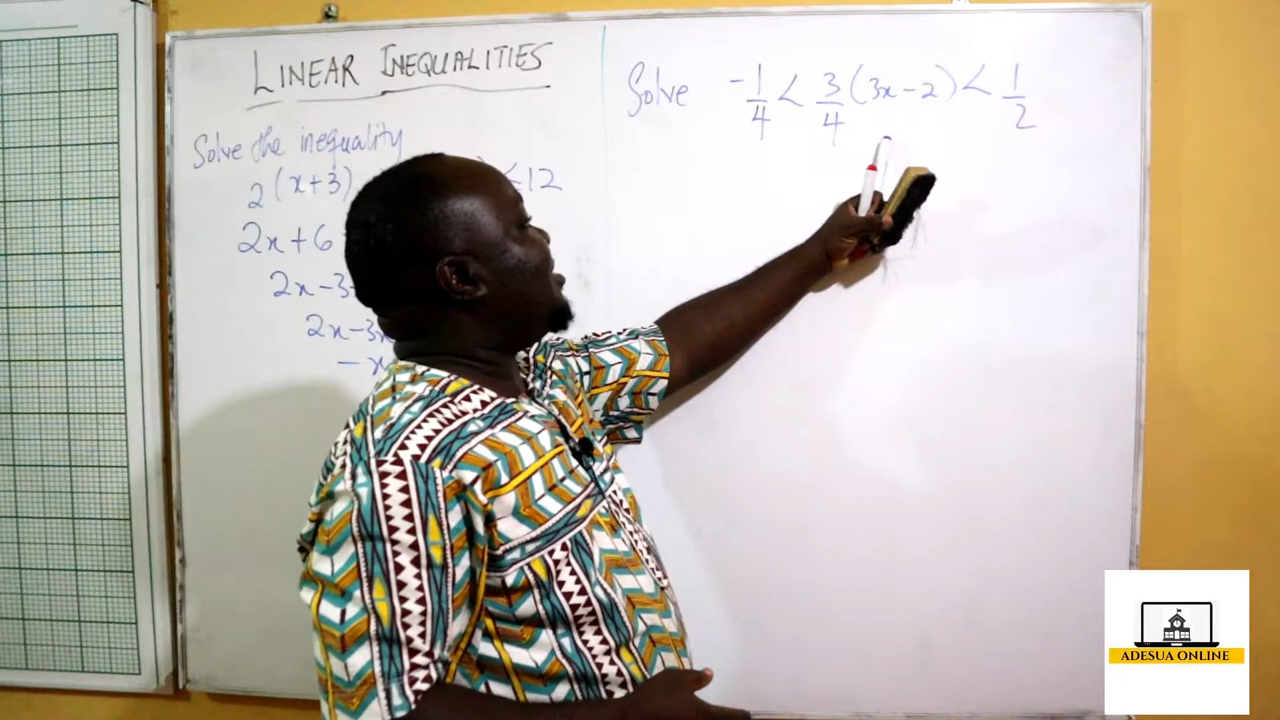 LINEAR INEQUALITIES
Solve the inequality
2(x+3) <12
2x+6
2x-3
2x-3x
-x
Solve -1/4 < 3/4(3x-2) < 1/2
ADESUA ONLINE